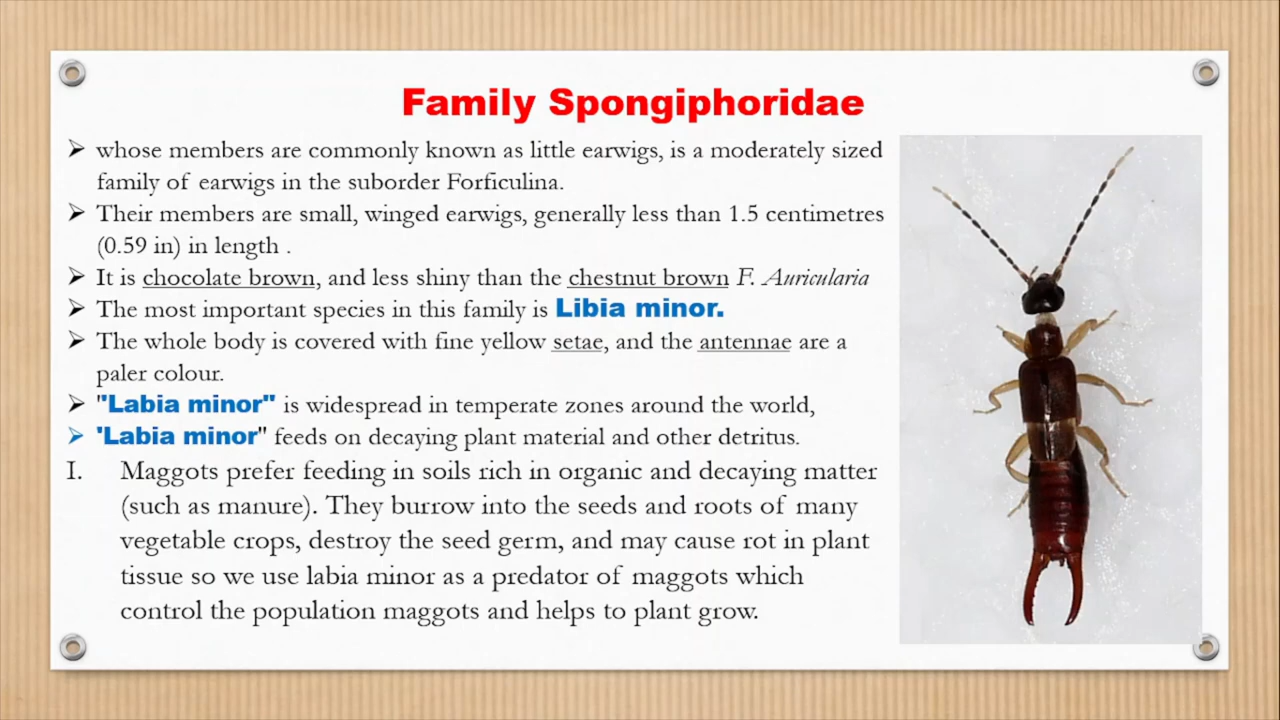 Family Spongiphoridae
➢ whose members are commonly known as little earwigs, is a moderately sized
family of earwigs in the suborder Forficulina.
➢ Their members are small, winged earwigs, generally less than 1.5 centimetres
(0.59 in) in length .
➢ It is chocolate brown, and less shiny than the chestnut brown F. Auricularia
➢ The most important species in this family is Libia minor.
➢ The whole body is covered with fine yellow setae, and the antennae are a
paler colour.
➢ "'Labia minor" is widespread in temperate zones around the world,
➢ 'Labia minor" feeds on decaying plant material and other detritus.
I. Maggots prefer feeding in soils rich in organic and decaying matter
(such as manure). They burrow into the seeds and roots of many
vegetable crops, destroy the seed germ, and may cause rot in plant
tissue so we use labia minor as a predator of maggots which
control the population maggots and helps to plant grow.